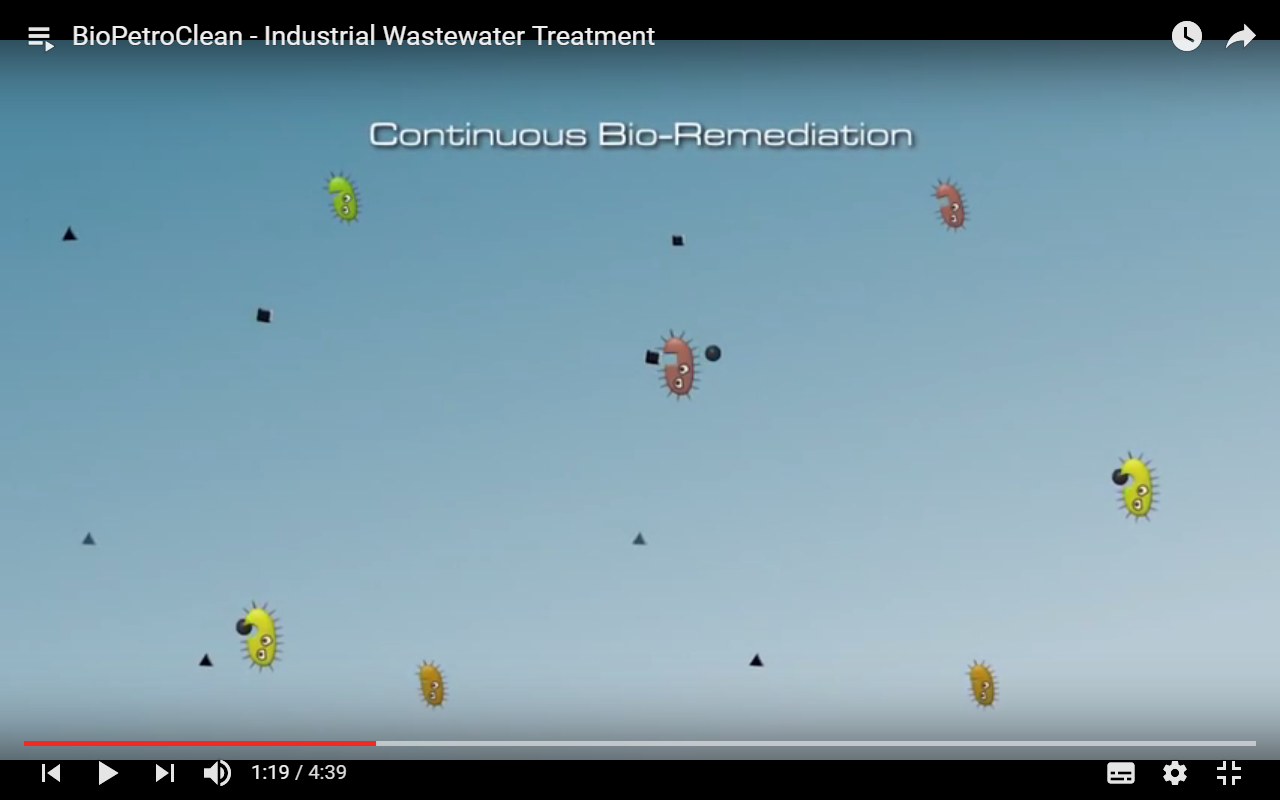 BioPetroClean - Industrial Wastewater Treatment
Continuous Bio-Remediation
1:19 / 4:39